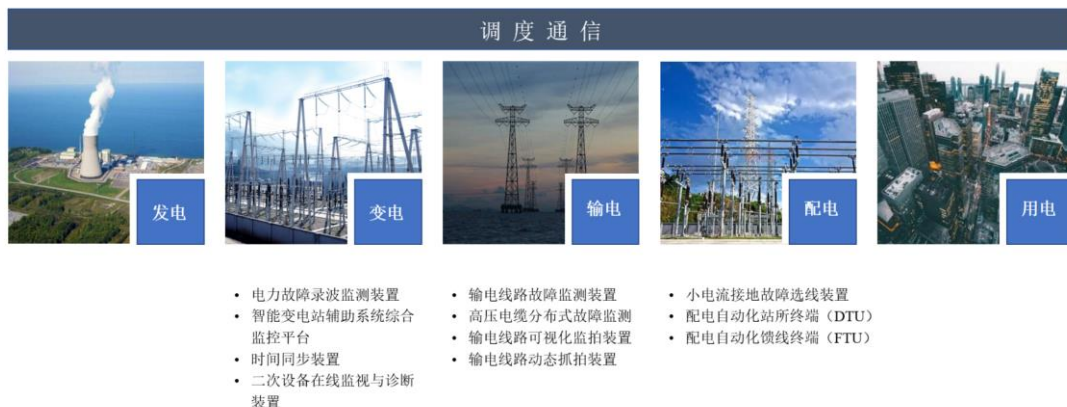 调度通信
发电
变电
输电
配电
用电
• 电力故障录波监测装置
• 智能变电站辅助系统综合
监控平台
• 时间同步装置
• 二次设备在线监视与诊断
装置
• 输电线路故障监测装置
• 高压电缆分布式故障监测
• 输电线路可视化监拍装置
• 输电线路动态抓拍装置
• 小电流接地故障选线装置
• 配电自动化站所终端（DTU）
• 配电自动化馈线终端（FTU）